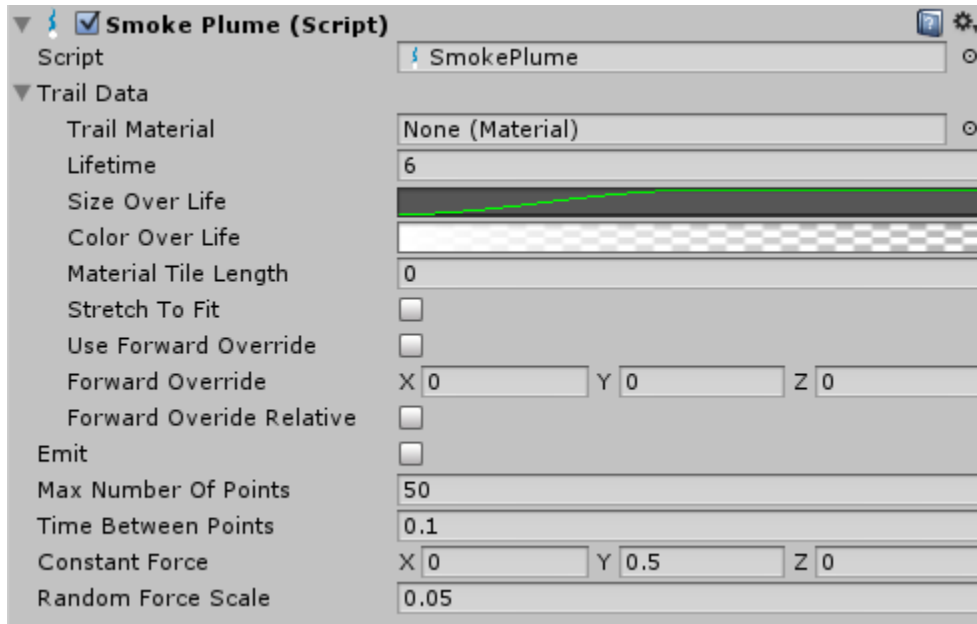 Smoke Plume (Script)
Script SmokePlume
Trail Data
Trail Material None (Material)
Lifetime 6
Size Over Life
Color Over Life
Material Tile Length 0
Stretch To Fit
Use Forward Override
Forward Override X 0 Y 0 Z 0
Forward Overide Relative
Emit
Max Number Of Points 50
Time Between Points 0.1
Constant Force X 0 Y 0.5 Z 0
Random Force Scale 0.05